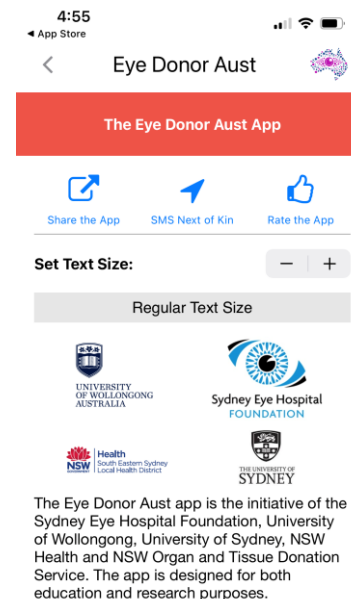 4:55
◀ App Store
Eye Donor Aust
The Eye Donor Aust App
Share the App
SMS Next of Kin
Rate the App
Set Text Size:
− +
Regular Text Size
UNIVERSITY
OF WOLLONGONG
AUSTRALIA
Sydney Eye Hospital
FOUNDATION
NSW
Health
South Eastern Sydney
Local Health District
THE UNIVERSITY OF
SYDNEY
The Eye Donor Aust app is the initiative of the
Sydney Eye Hospital Foundation, University
of Wollongong, University of Sydney, NSW
Health and NSW Organ and Tissue Donation
Service. The app is designed for both
education and research purposes.